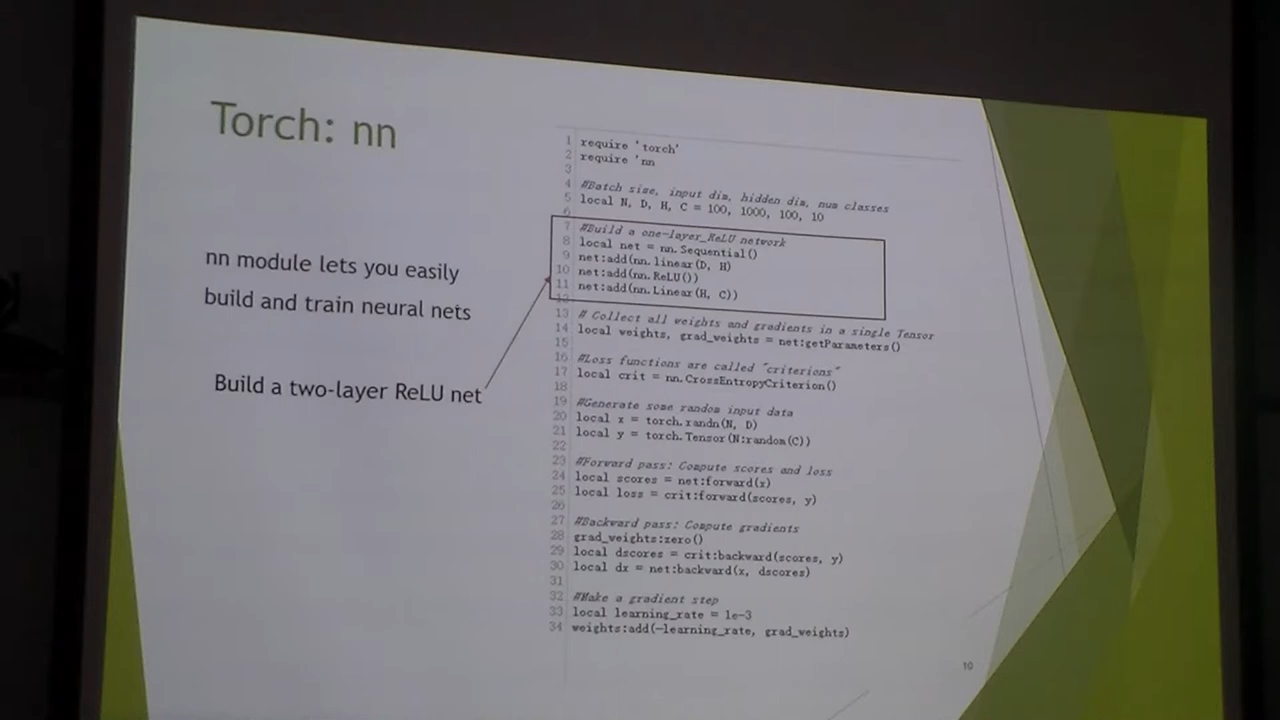 Torch: nn
nn module lets you easily
build and train neural nets
Build a two-layer ReLU net
1 require 'torch'
2 require 'nn
3
4 #Batch size, input dim, hidden dim, num classes
5 local N, D, H, C = 100, 1000, 100, 10
6
7 #Build a one-layer_ReLU network
8 local net = nn.Sequential()
9 net:add(nn.linear(D, H)
10 net:add(nn.ReLU())
11 net:add(nn.Linear(H, C))
12
13 # Collect all weights and gradients in a single Tensor
14 local weights, grad_weights = net:getParameters()
15
16 #Loss functions are called "criterions"
17 local crit = nn.CrossEntropyCriterion()
18
19 #Generate some random input data
20 local x = torch.randn(N, D)
21 local y = torch.Tensor(N:random(C))
22
23 #Forward pass: Compute scores and loss
24 local scores = net:forward(x)
25 local loss = crit:forward(scores, y)
26
27 #Backward pass: Compute gradients
28 grad_weights:zero()
29 local dscores = crit:backward(scores, y)
30 local dx = net:backward(x, dscores)
31
32 #Make a gradient step
33 local learning_rate = 1e-3
34 weights:add(-learning_rate, grad_weights)
10